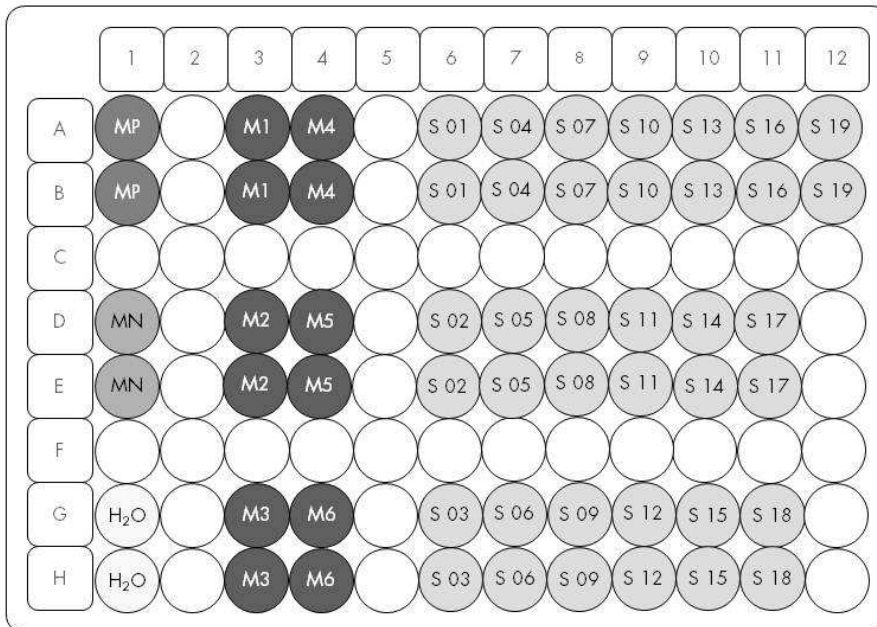 1 2 3 4 5 6 7 8 9 10 11 12
A MP M1 M4 S 01 S 04 S 07 S 10 S 13 S 16 S 19
B MP M1 M4 S 01 S 04 S 07 S 10 S 13 S 16 S 19
C
D MN M2 M5 S 02 S 05 S 08 S 11 S 14 S 17
E MN M2 M5 S 02 S 05 S 08 S 11 S 14 S 17
F
G H₂O M3 M6 S 03 S 06 S 09 S 12 S 15 S 18
H H₂O M3 M6 S 03 S 06 S 09 S 12 S 15 S 18